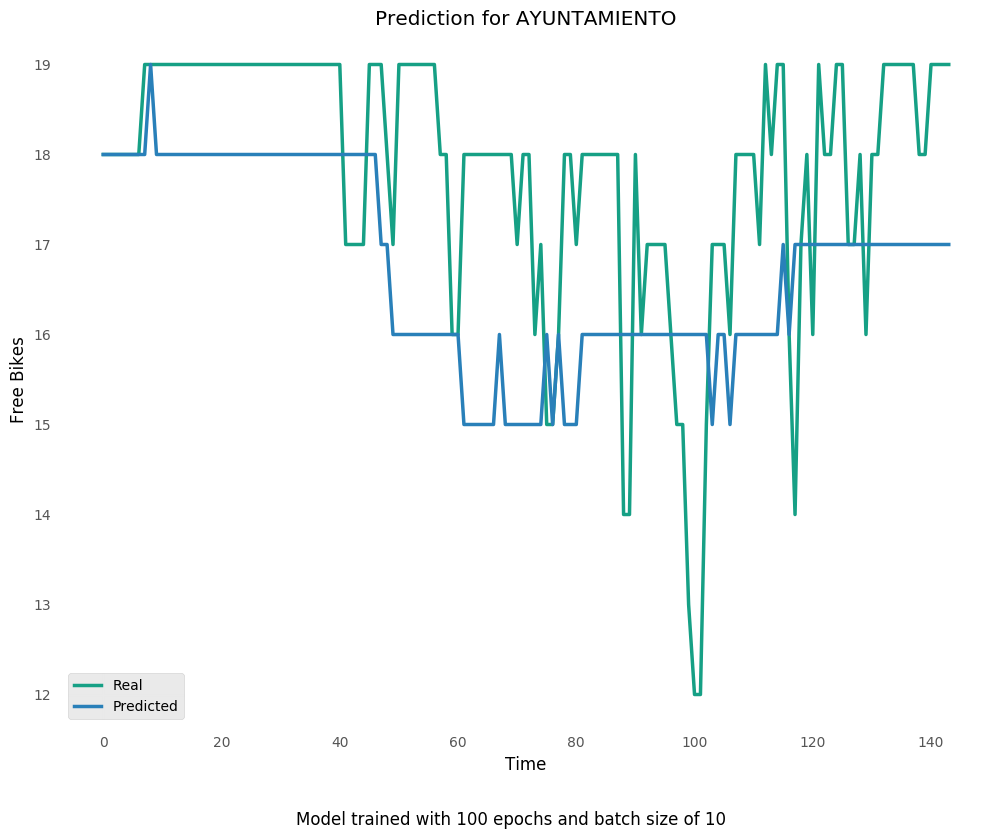 Prediction for AYUNTAMIENTO
19
18
17
16
15
14
13
12
Free Bikes
Real
Predicted
0 20 40 60 80 100 120 140
Time
Model trained with 100 epochs and batch size of 10